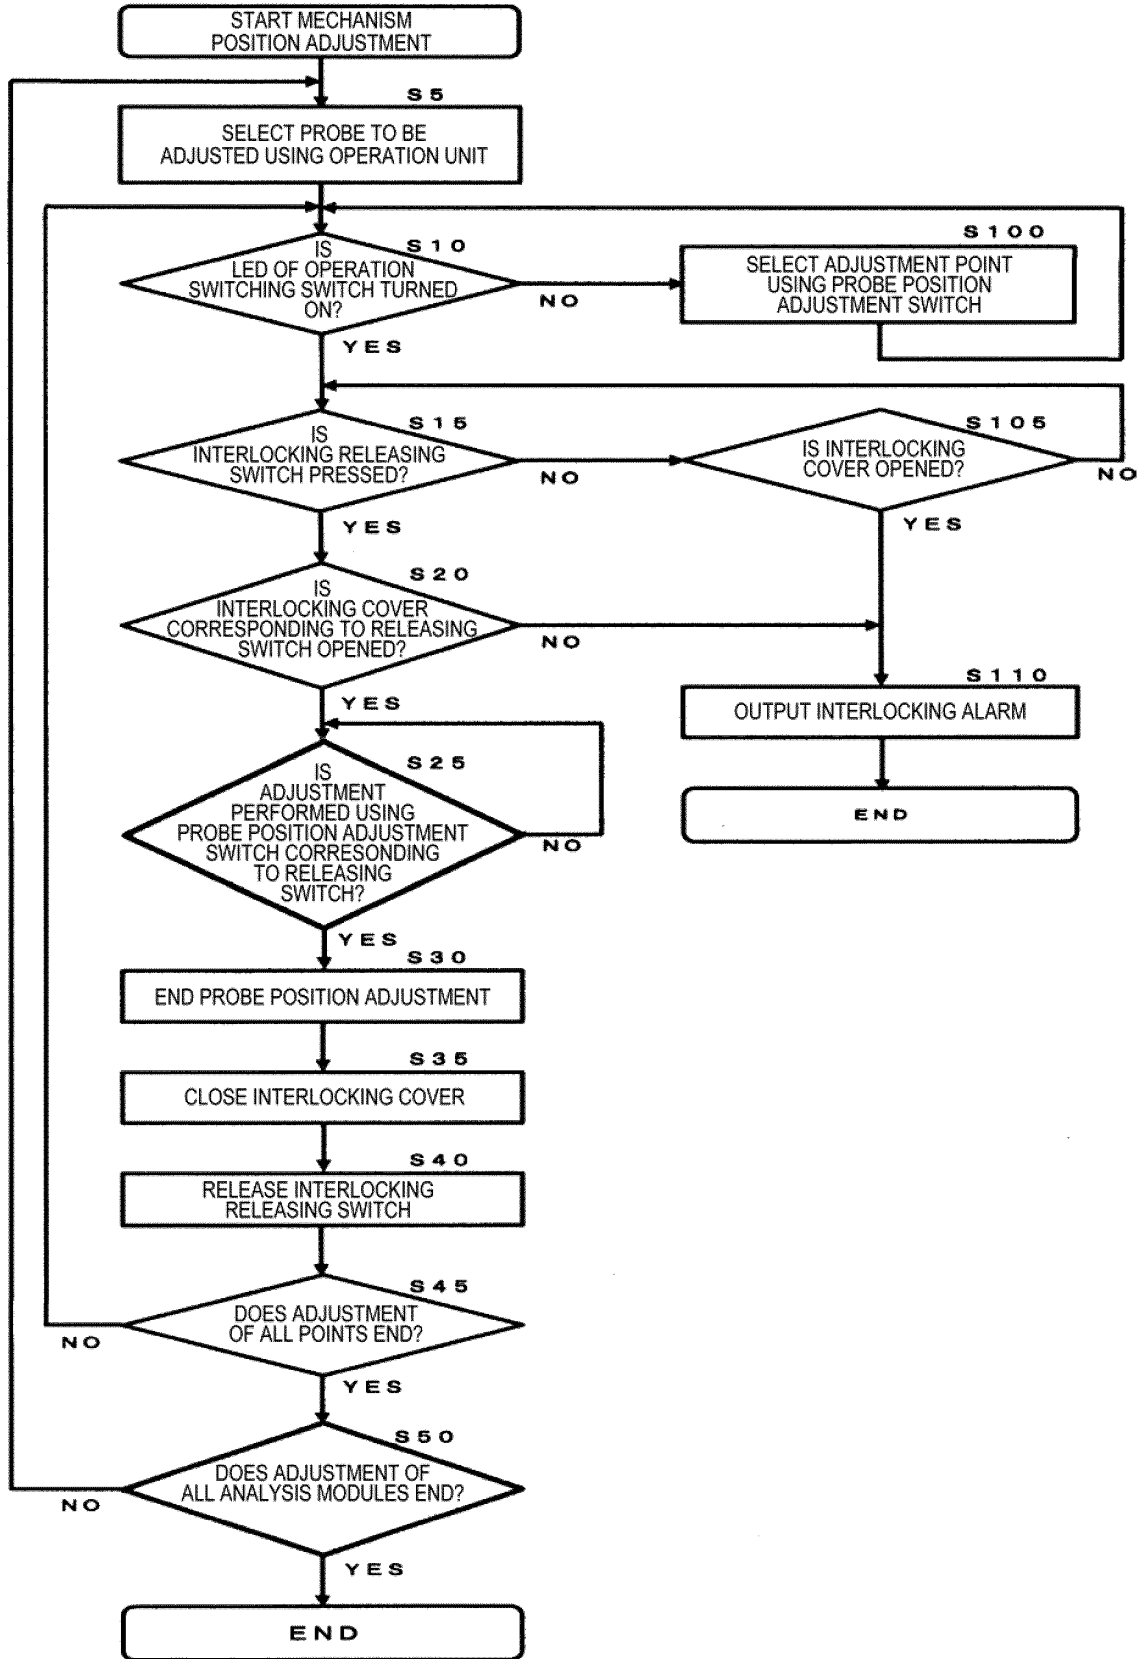 START MECHANISM
POSITION ADJUSTMENT
S5
SELECT PROBE TO BE
ADJUSTED USING OPERATION UNIT
S10
IS
LED OF OPERATION
SWITCHING SWITCH TURNED
ON?
NO
YES
S100
SELECT ADJUSTMENT POINT
USING PROBE POSITION
ADJUSTMENT SWITCH
S15
IS
INTERLOCKING RELEASING
SWITCH PRESSED?
NO
YES
S105
IS INTERLOCKING
COVER OPENED?
NO
YES
S20
IS
INTERLOCKING COVER
CORRESPONDING TO RELEASING
SWITCH OPENED?
NO
YES
S110
OUTPUT INTERLOCKING ALARM
END
S25
IS
ADJUSTMENT
PERFORMED USING
PROBE POSITION ADJUSTMENT
SWITCH CORRESONDING
TO RELEASING
SWITCH?
NO
YES
S30
END PROBE POSITION ADJUSTMENT
S35
CLOSE INTERLOCKING COVER
S40
RELEASE INTERLOCKING
RELEASING SWITCH
S45
DOES ADJUSTMENT
OF ALL POINTS END?
NO
YES
S50
DOES ADJUSTMENT OF
ALL ANALYSIS MODULES END?
NO
YES
END